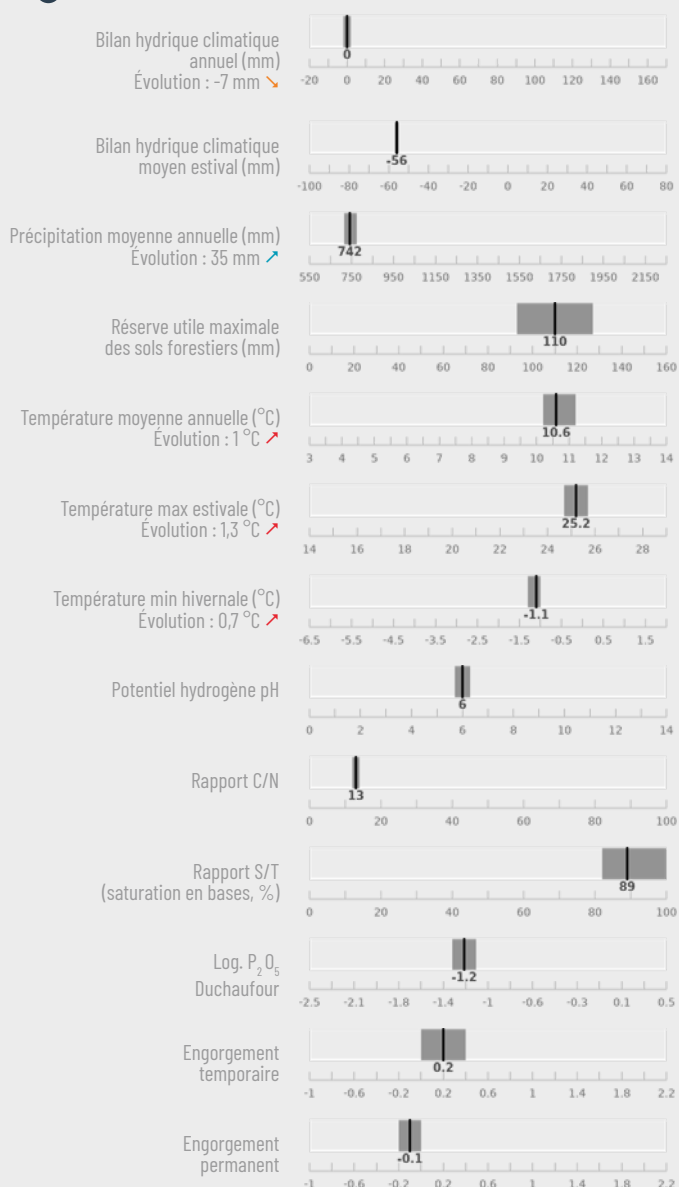 Bilan hydrique climatique
annuel (mm)
Évolution : -7 mm ↘
0
-20 0 20 40 60 80 100 120 140 160
Bilan hydrique climatique
moyen estival (mm)
-56
-100 -80 -60 -40 -20 0 20 40 60 80
Précipitation moyenne annuelle (mm)
Évolution : 35 mm ↗
742
550 750 950 1150 1350 1550 1750 1950 2150
Réserve utile maximale
des sols forestiers (mm)
110
0 20 40 60 80 100 120 140 160
Température moyenne annuelle (°C)
Évolution : 1 °C ↗
10.6
3 4 5 6 7 8 9 10 11 12 13 14
Température max estivale (°C)
Évolution : 1,3 °C ↗
25.2
14 16 18 20 22 24 26 28
Température min hivernale (°C)
Évolution : 0,7 °C ↗
-1.1
-6.5 -5.5 -4.5 -3.5 -2.5 -1.5 -0.5 0.5 1.5
Potentiel hydrogène pH
6
0 2 4 6 8 10 12 14
Rapport C/N
13
0 20 40 60 80 100
Rapport S/T
(saturation en bases, %)
89
0 20 40 60 80 100
Log. P₂O₅
Duchaufour
-1.2
-2.5 -2.1 -1.8 -1.4 -1 -0.6 -0.3 0.1 0.5
Engorgement
temporaire
0.2
-1 -0.6 -0.2 0.2 0.6 1 1.4 1.8 2.2
Engorgement
permanent
-0.1
-1 -0.6 -0.2 0.2 0.6 1 1.4 1.8 2.2